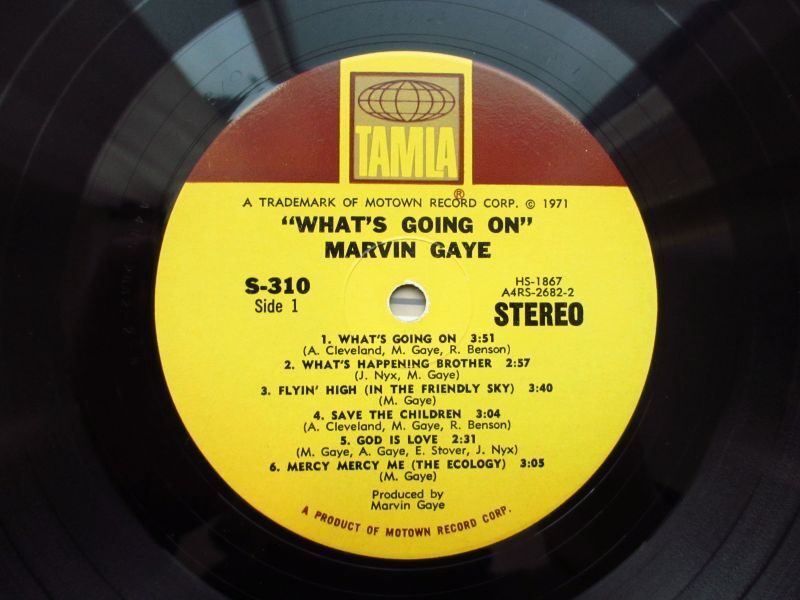 TAMLA
®
A TRADEMARK OF MOTOWN RECORD CORP. © 1971
"WHAT'S GOING ON"
MARVIN GAYE
S-310
Side 1
HS-1867
A4RS-2682-2
STEREO
1. WHAT'S GOING ON 3:51
(A. Cleveland, M. Gaye, R. Benson)
2. WHAT'S HAPPENING BROTHER 2:57
(J. Nyx, M. Gaye)
3. FLYIN' HIGH (IN THE FRIENDLY SKY) 3:40
(M. Gaye)
4. SAVE THE CHILDREN 3:04
(A. Cleveland, M. Gaye, R. Benson)
5. GOD IS LOVE 2:31
(M. Gaye, A. Gaye, E. Stover, J. Nyx)
6. MERCY MERCY ME (THE ECOLOGY) 3:05
(M. Gaye)
Produced by
Marvin Gaye
A PRODUCT OF MOTOWN RECORD CORP.